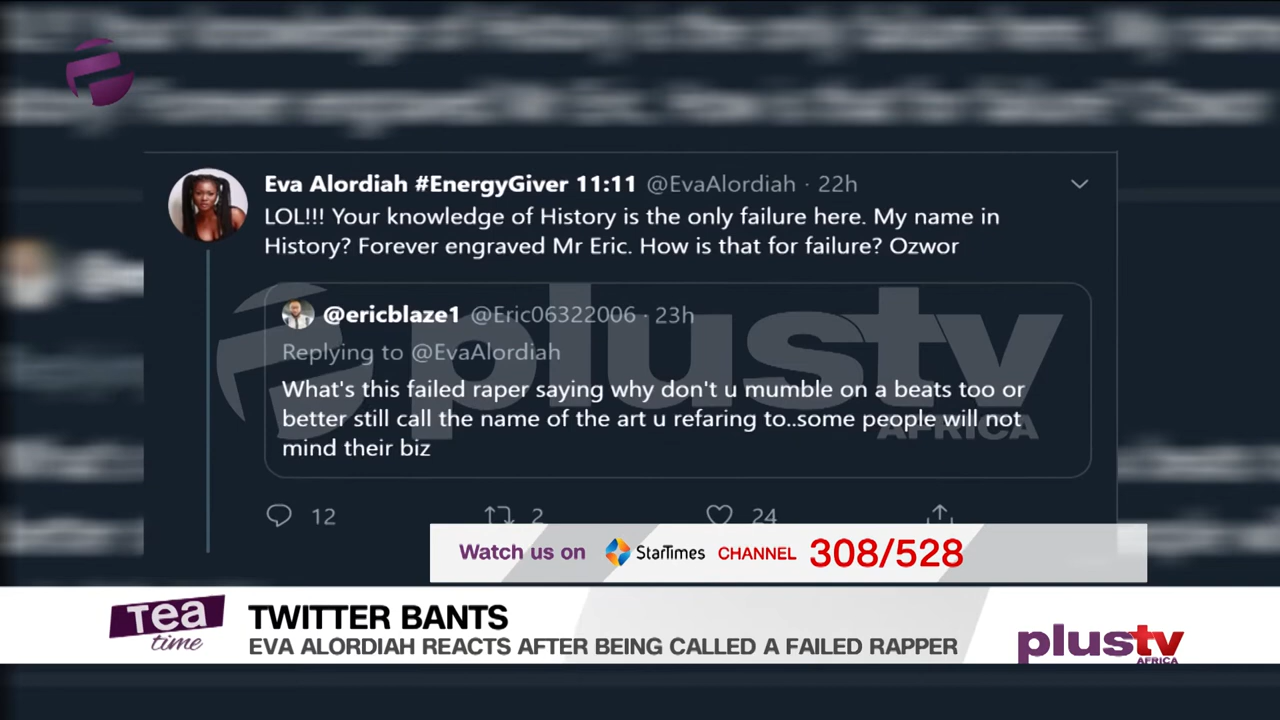 Eva Alordiah #EnergyGiver 11:11 @EvaAlordiah · 22h
LOL!!! Your knowledge of History is the only failure here. My name in
History? Forever engraved Mr Eric. How is that for failure? Ozwor
@ericblaze1 @Eric06322006 · 23h
Replying to @EvaAlordiah
What's this failed raper saying why don't u mumble on a beats too or
better still call the name of the art u refaring to..some people will not
mind their biz
plustv
AFRICA
12 2 24
Watch us on StarTimes CHANNEL 308/528
Tea
time
TWITTER BANTS
EVA ALORDIAH REACTS AFTER BEING CALLED A FAILED RAPPER
plustv
AFRICA